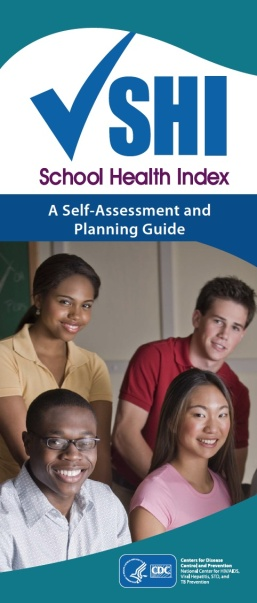 SHI
School Health Index
A Self-Assessment and
Planning Guide
CDC
Centers for Disease
Control and Prevention
National Center for HIV/AIDS,
Viral Hepatitis, STD, and
TB Prevention